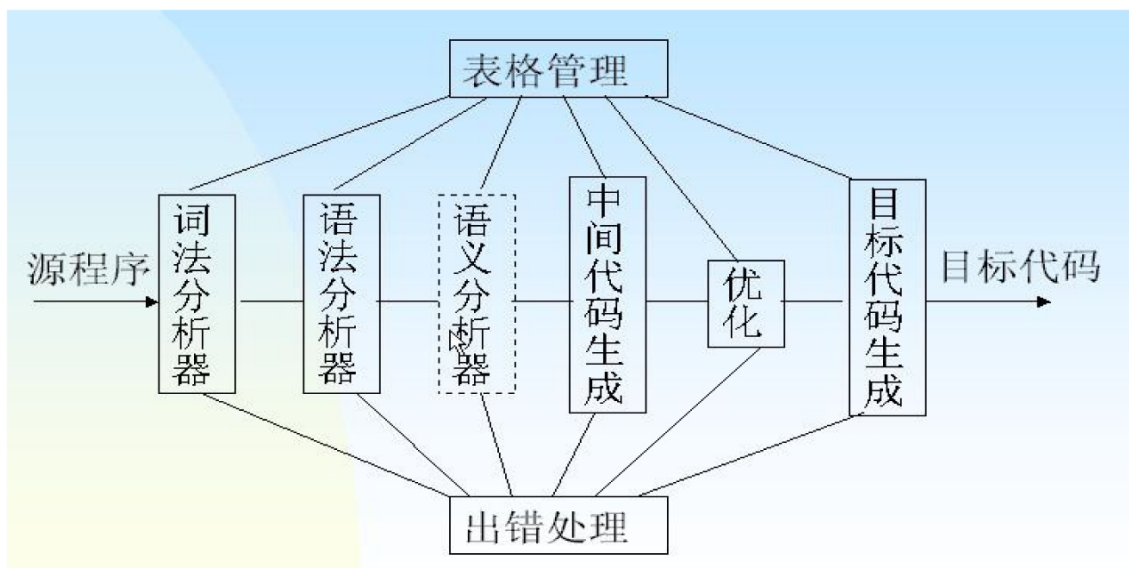 表格管理
源程序
词法分析器
语法分析器
语义分析器
中间代码生成
优化
目标代码生成
目标代码
出错处理